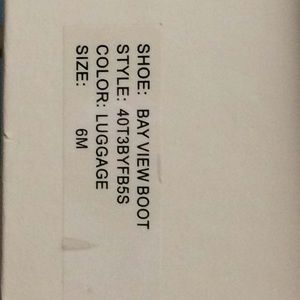 SHOE: BAY VIEW BOOT
STYLE: 40T3BYFB5S
COLOR: LUGGAGE
SIZE: 6M